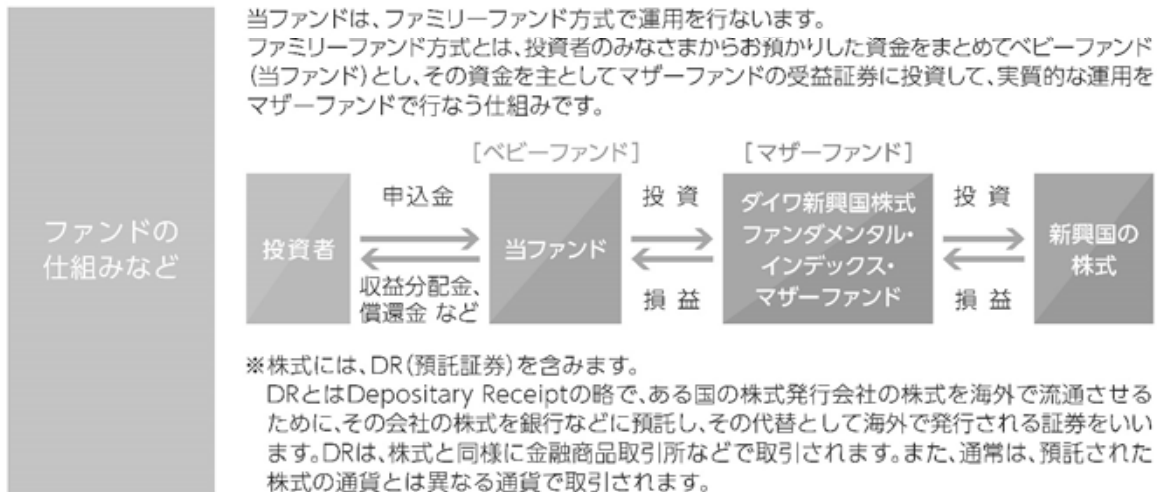 当ファンドは、ファミリーファンド方式で運用を行ないます。
ファミリーファンド方式とは、投資者のみなさまからお預かりした資金をまとめてベビーファンド
(当ファンド)とし、その資金を主としてマザーファンドの受益証券に投資して、実質的な運用を
マザーファンドで行なう仕組みです。
ファンドの
仕組みなど
[ベビーファンド]
[マザーファンド]
投資者
申込金
収益分配金、
償還金 など
当ファンド
投 資
損 益
ダイワ新興国株式
ファンダメンタル・
インデックス・
マザーファンド
投 資
損 益
新興国の
株式
※株式には、DR(預託証券)を含みます。
DRとはDepositary Receiptの略で、ある国の株式発行会社の株式を海外で流通させる
ために、その会社の株式を銀行などに預託し、その代替として海外で発行される証券をいい
ます。DRは、株式と同様に金融商品取引所などで取引されます。また、通常は、預託された
株式の通貨とは異なる通貨で取引されます。